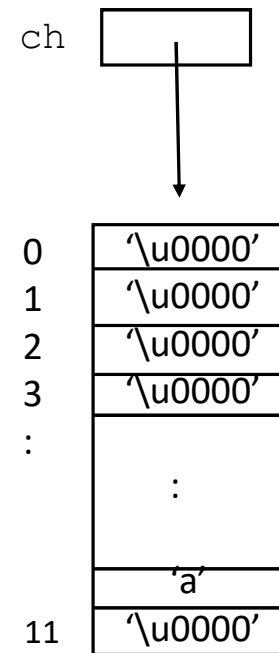 ch
0 ‘\u0000’
1 ‘\u0000’
2 ‘\u0000’
3 ‘\u0000’
:
:
‘a’
11 ‘\u0000’